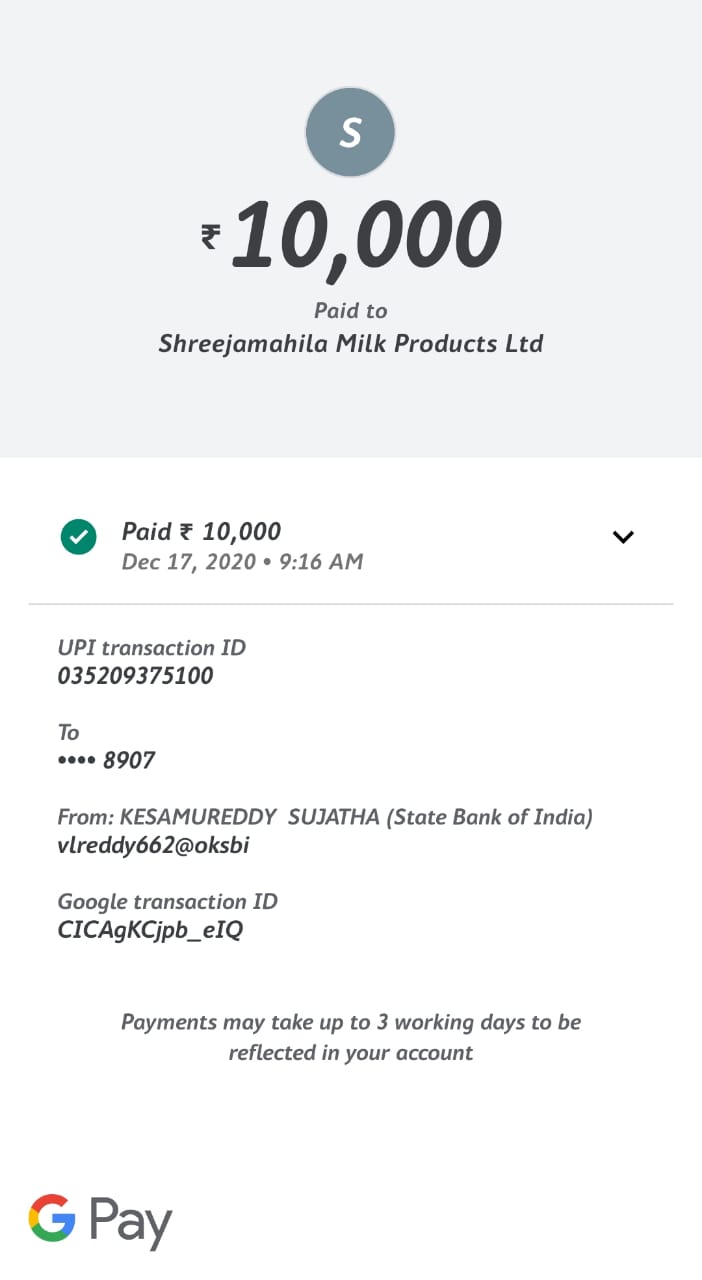 S
₹10,000
Paid to
Shreejamahila Milk Products Ltd
Paid ₹ 10,000
Dec 17, 2020 • 9:16 AM
UPI transaction ID
035209375100
To
•••• 8907
From: KESAMUREDDY  SUJATHA (State Bank of India)
vlreddy662@oksbi
Google transaction ID
CICAgKCjpb_eIQ
Payments may take up to 3 working days to be
reflected in your account
G Pay